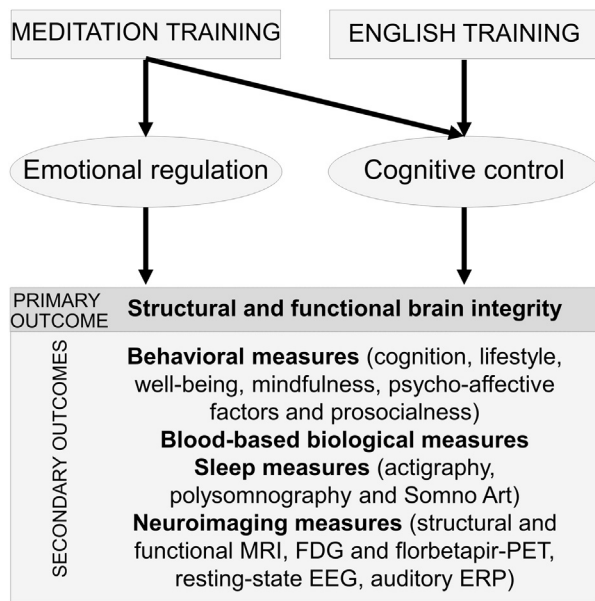 MEDITATION TRAINING
ENGLISH TRAINING
Emotional regulation
Cognitive control
PRIMARY
OUTCOME
Structural and functional brain integrity
SECONDARY OUTCOMES
Behavioral measures (cognition, lifestyle,
well-being, mindfulness, psycho-affective
factors and prosocialness)
Blood-based biological measures
Sleep measures (actigraphy,
polysomnography and Somno Art)
Neuroimaging measures (structural and
functional MRI, FDG and florbetapir-PET,
resting-state EEG, auditory ERP)